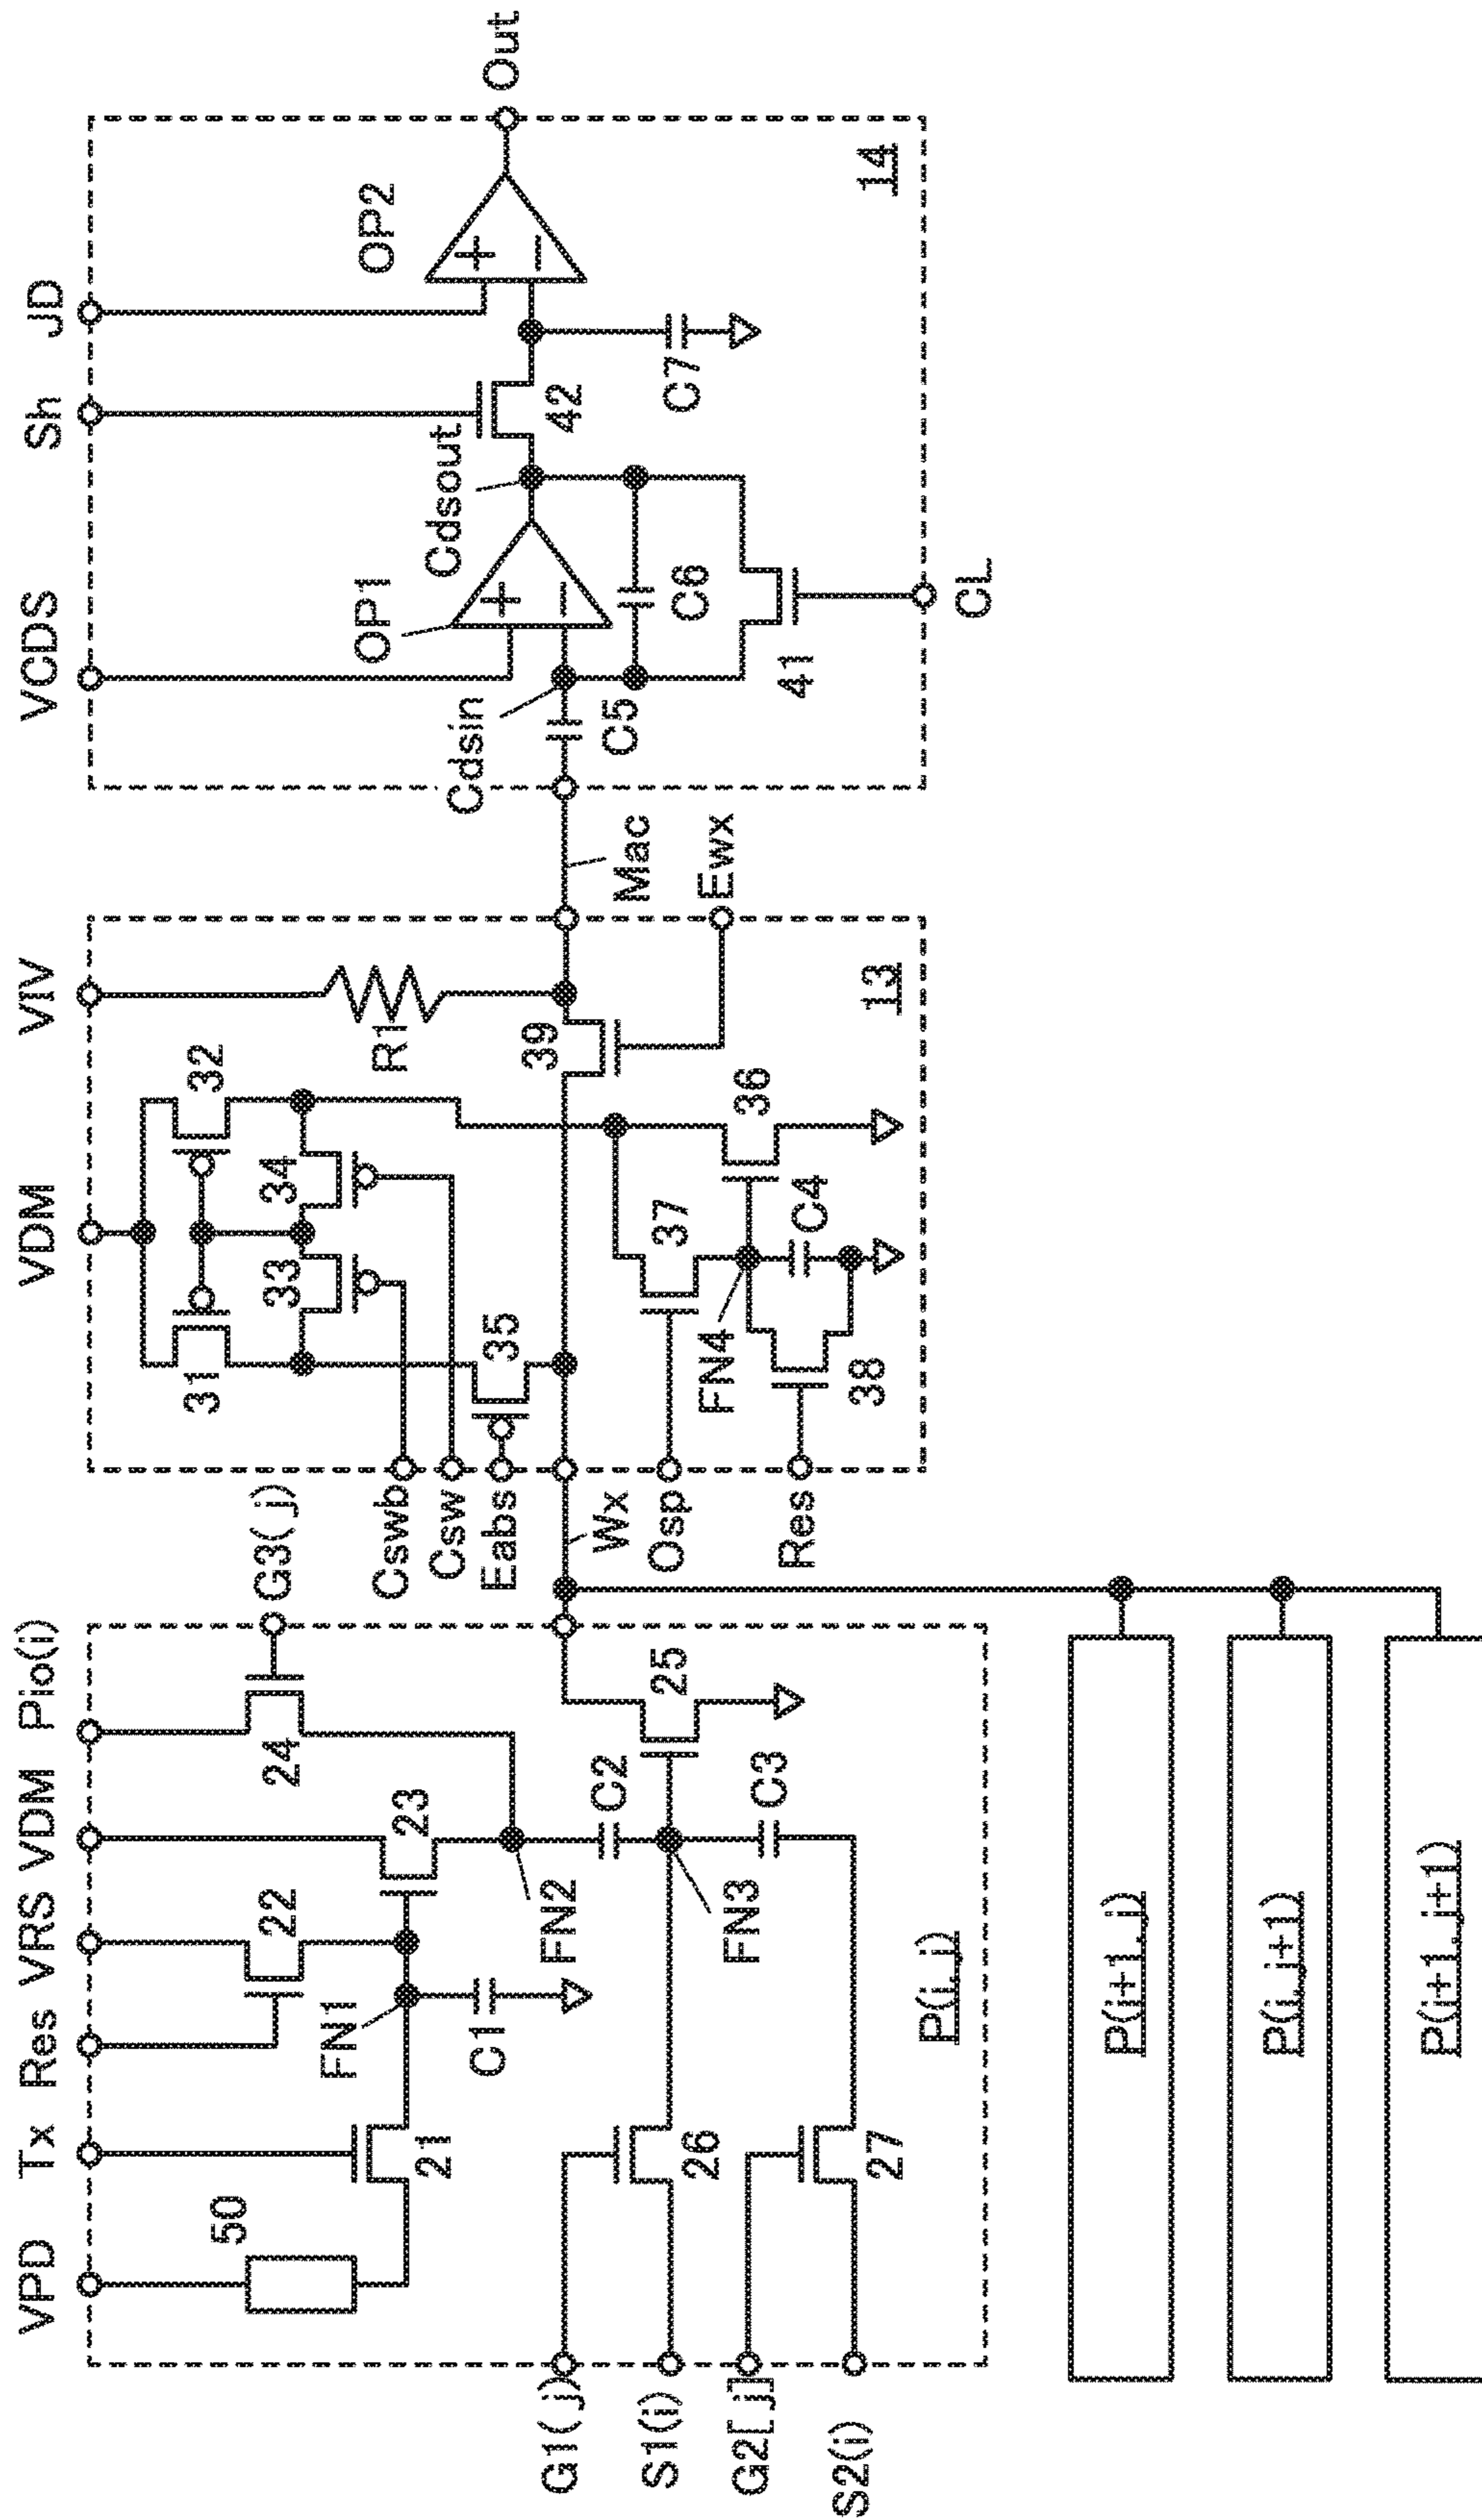 VPD
Tx
Res
VRS
VDM
Pio(i)
G3(j)
50
21
22
23
24
FN1
C1
FN2
C2
FN3
C3
25
26
27
G1(j)
S1(i)
G2[j]
S2(i)
P(i,j)
P(i+1,j)
P(i,j+1)
P(i+1,j+1)
VDM
VIV
31
32
33
34
35
R1
39
Cswb
Csw
Eabs
Wx
Osp
Res
37
36
FN4
C4
38
13
Mac
Ewx
VCDS
Sh
JD
OP1
OP2
Out
Cdsin
Cdsout
42
C5
C6
C7
41
14
CL